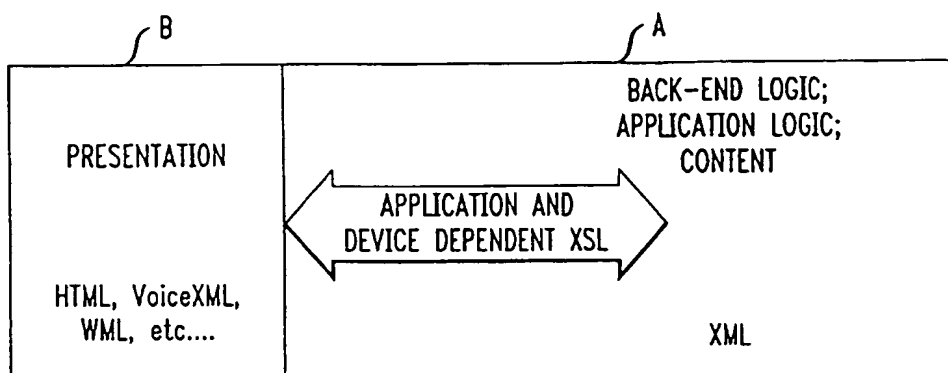 B
A
PRESENTATION
HTML, VoiceXML,
WML, etc....
APPLICATION AND
DEVICE DEPENDENT XSL
BACK-END LOGIC;
APPLICATION LOGIC;
CONTENT
XML